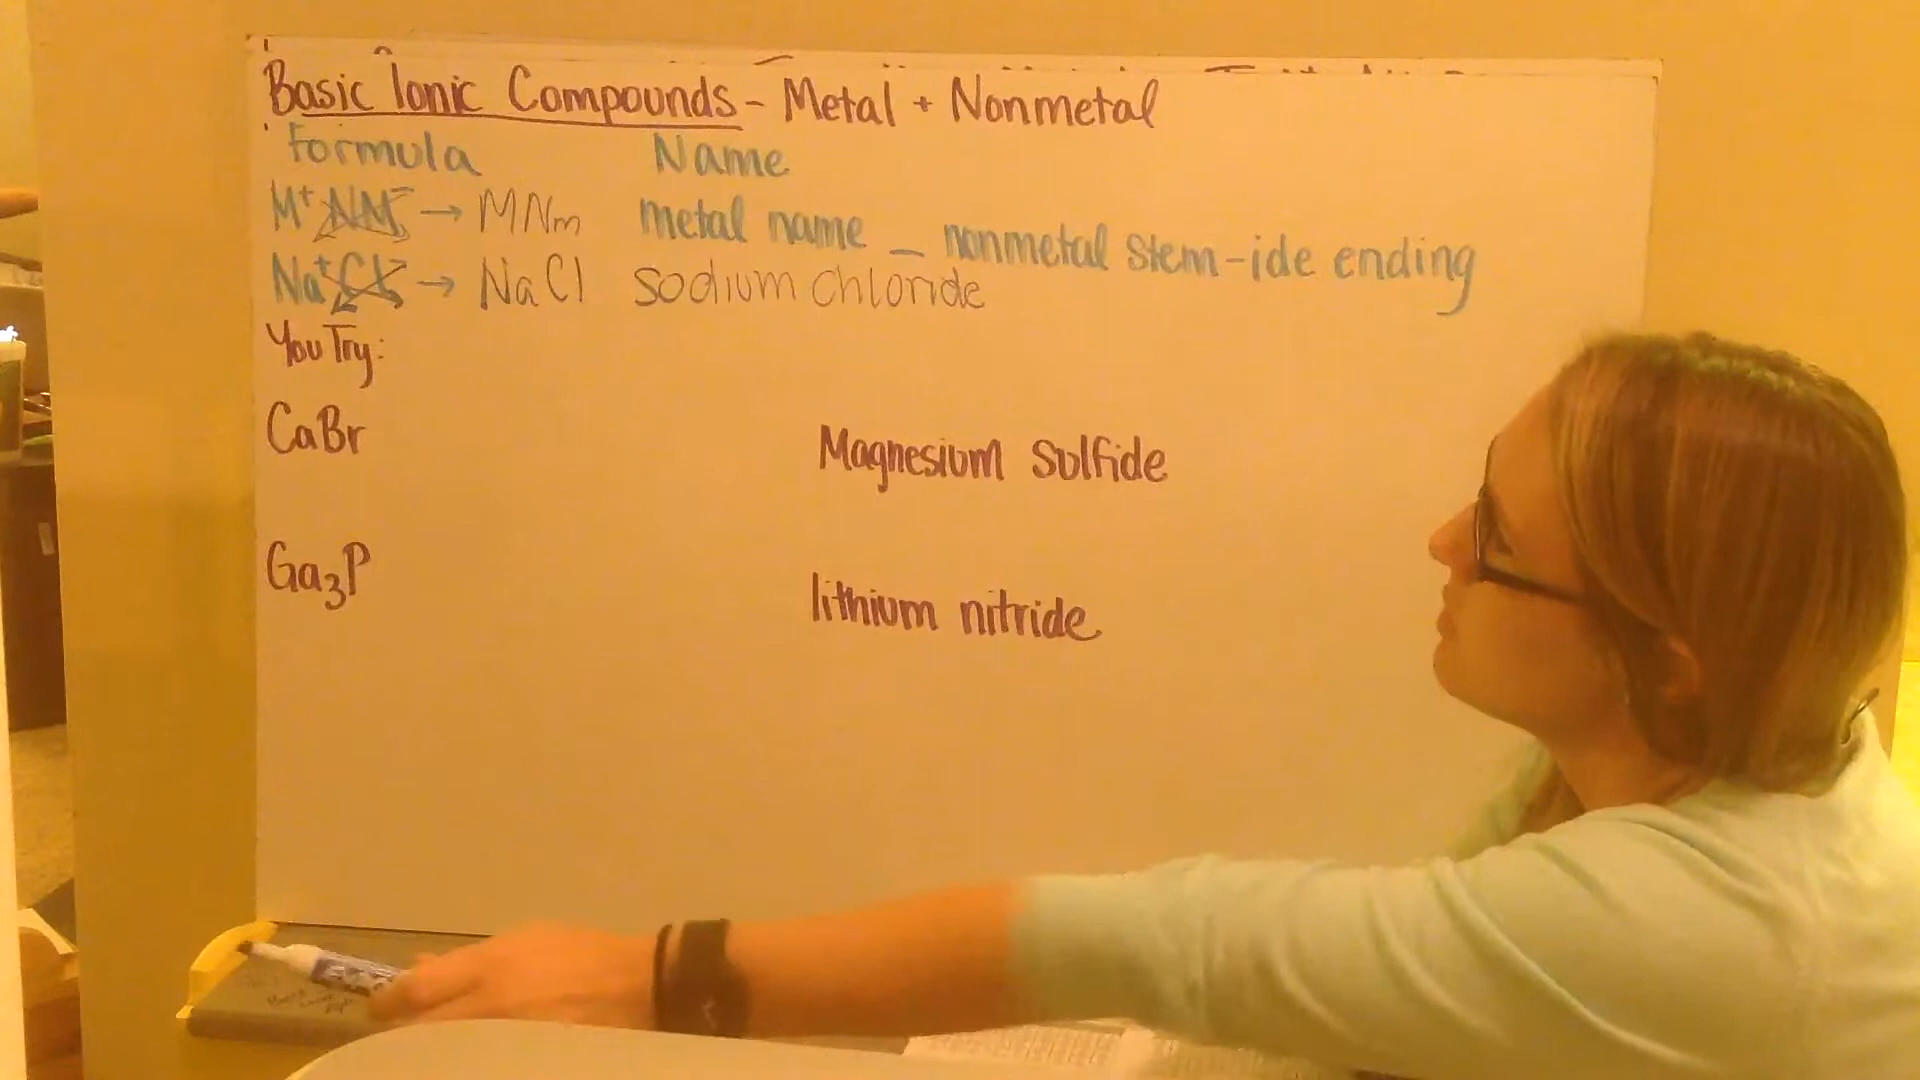 Basic Ionic Compounds - Metal + Nonmetal
Formula Name
M⁺ NM⁻ → MNm metal name _ nonmetal stem-ide ending
Na⁺ Cl⁻ → NaCl sodium chloride
You Try:
CaBr Magnesium Sulfide
Ga₃P lithium nitride